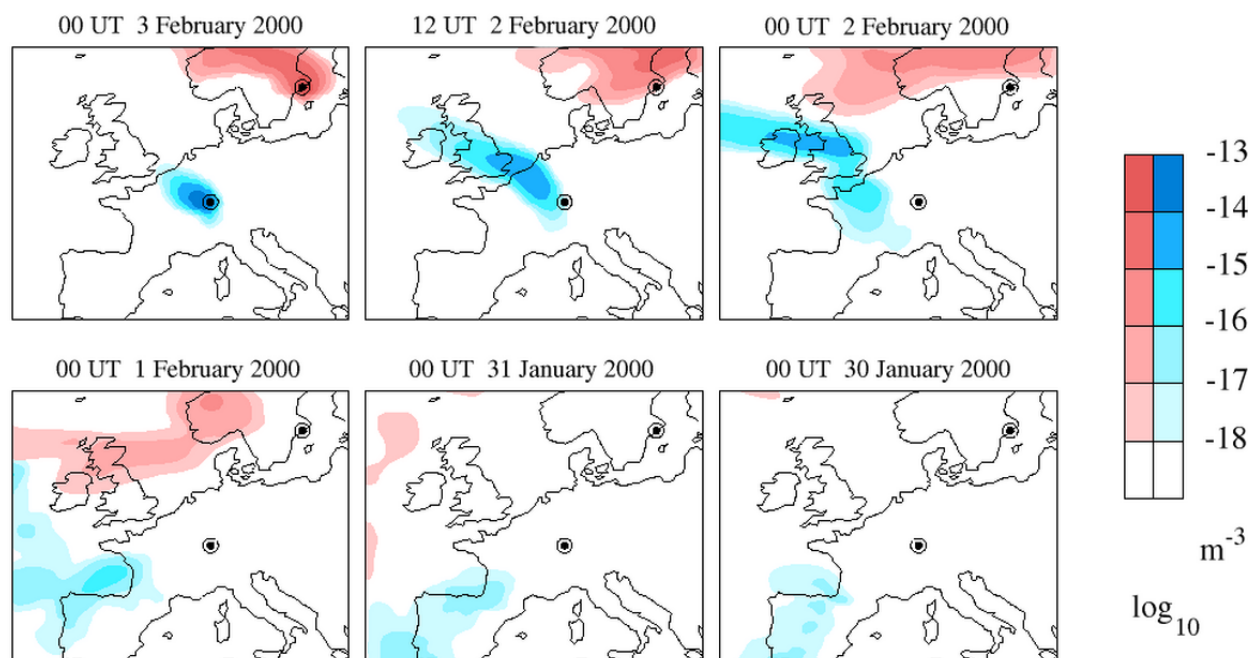 00 UT 3 February 2000
12 UT 2 February 2000
00 UT 2 February 2000
-13
-14
-15
-16
-17
-18
00 UT 1 February 2000
00 UT 31 January 2000
00 UT 30 January 2000
m⁻³
log₁₀